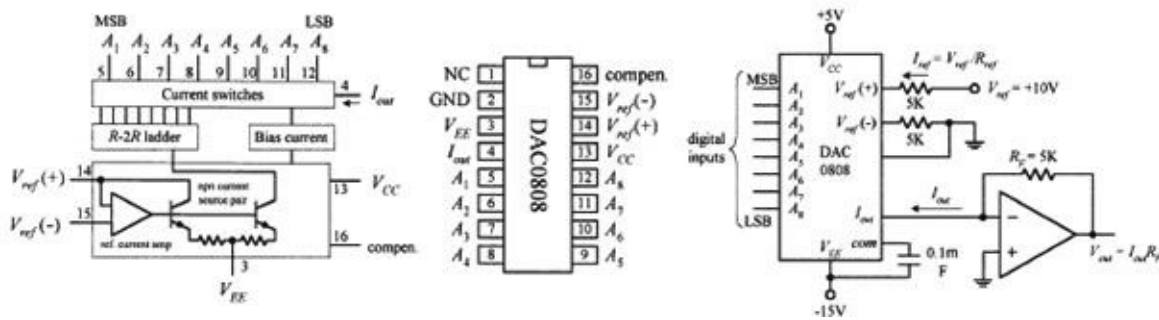 MSB LSB
A1 A2 A3 A4 A5 A6 A7 A8
5 6 7 8 9 10 11 12
Current switches
4
Iout
R-2R ladder
Bias current
14
Vref(+)
Vref(-)
15
npn current
source pair
ref. current amp
13
VCC
16
compen.
3
VEE
NC 1
GND 2
VEE 3
Iout 4
A1 5
A2 6
A3 7
A4 8
DAC0808
16 compen.
15 Vref(-)
14 Vref(+)
13 VCC
12 A8
11 A7
10 A6
9 A5
+5V
VCC
Iref = Vref/Rref
MSB
A1
A2
A3
A4
A5
A6
A7
A8
LSB
digital
inputs
Vref(+)
5K
Vref = +10V
Vref(-)
5K
DAC
0808
RF = 5K
Iout
Iout
com
0.1m
F
VEE
-15V
-
+
Vout - IoutRf